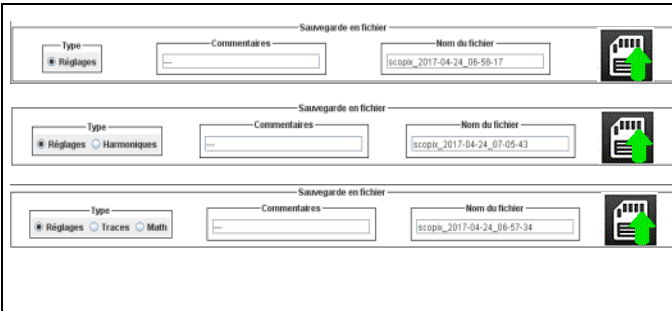 Sauvegarde en fichier
Type Commentaires Nom du fichier
Réglages --- scopix_2017-04-24_06-58-17
Sauvegarde en fichier
Type Commentaires Nom du fichier
Réglages Harmoniques --- scopix_2017-04-24_07-05-43
Sauvegarde en fichier
Type Commentaires Nom du fichier
Réglages Traces Math --- scopix_2017-04-24_06-57-34